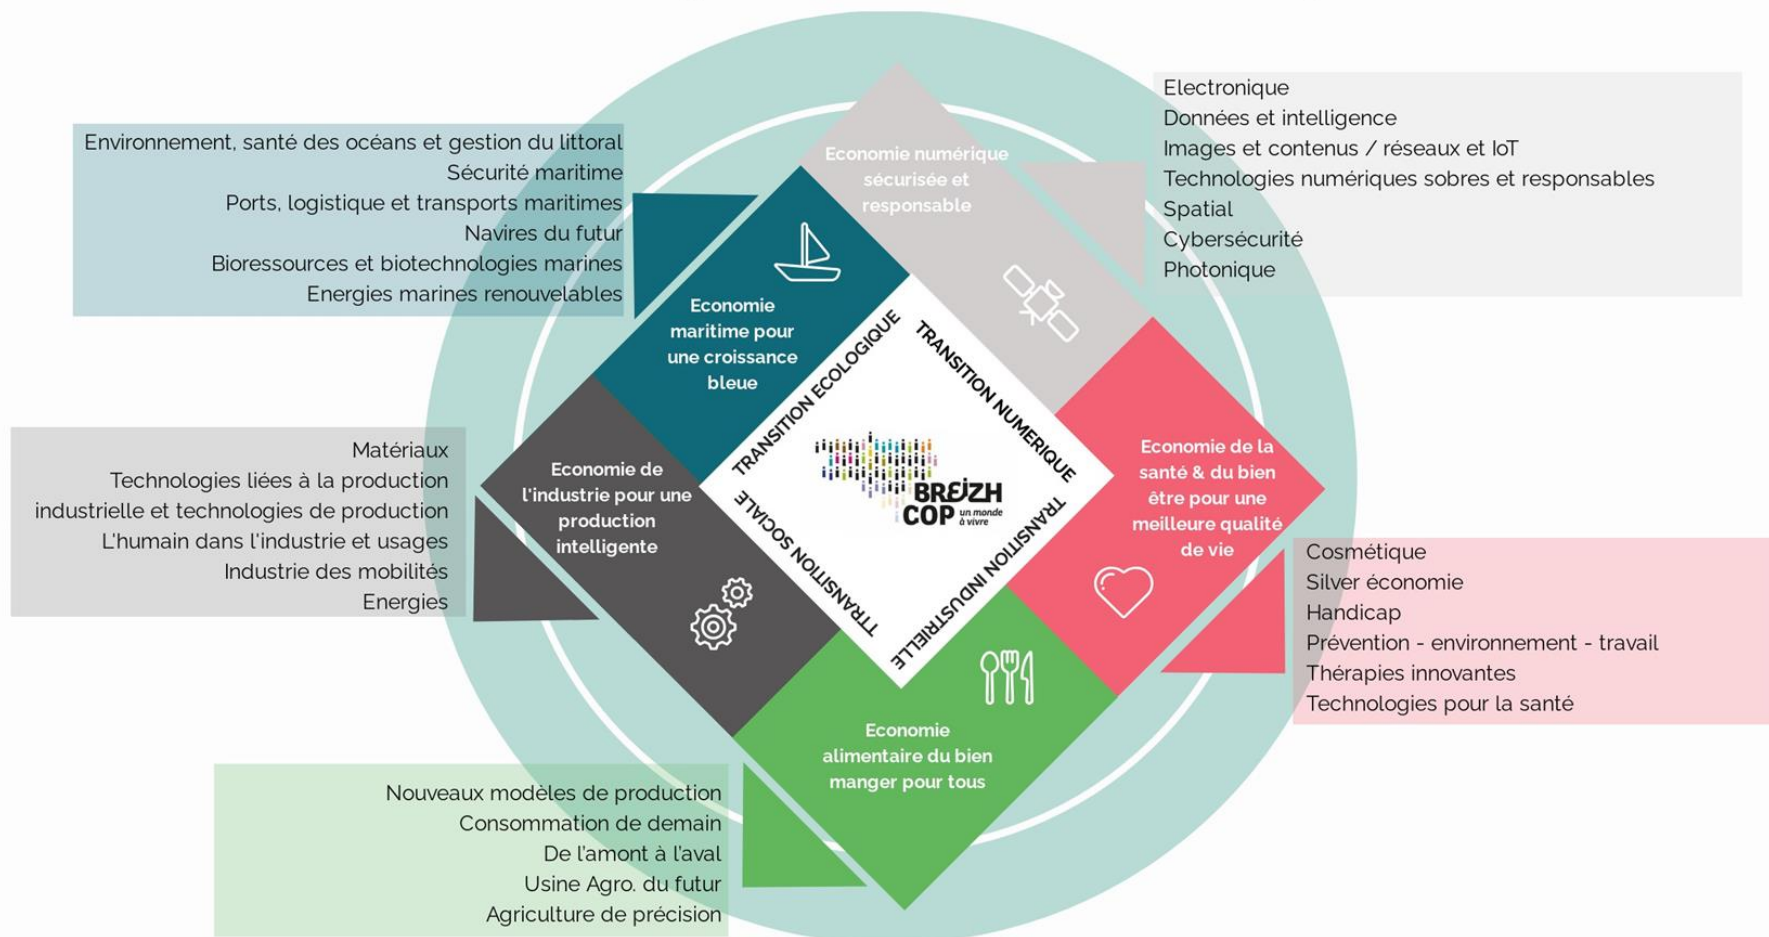 Environnement, santé des océans et gestion du littoral
Sécurité maritime
Ports, logistique et transports maritimes
Navires du futur
Bioressources et biotechnologies marines
Energies marines renouvelables
Economie numérique
sécurisée et
responsable
Electronique
Données et intelligence
Images et contenus / réseaux et IoT
Technologies numériques sobres et responsables
Spatial
Cybersécurité
Photonique
Economie
maritime pour
une croissance
bleue
TRANSITION ECOLOGIQUE
TRANSITION NUMERIQUE
BREIZH
COP
un monde
à vivre
TTRANSITION SOCIALE
TRANSITION INDUSTRIELLE
Matériaux
Technologies liées à la production
industrielle et technologies de production
L'humain dans l'industrie et usages
Industrie des mobilités
Energies
Economie de
l'industrie pour une
production
intelligente
Economie de la
santé & du bien
être pour une
meilleure qualité
de vie
Cosmétique
Silver économie
Handicap
Prévention - environnement - travail
Thérapies innovantes
Technologies pour la santé
Economie
alimentaire du bien
manger pour tous
Nouveaux modèles de production
Consommation de demain
De l'amont à l'aval
Usine Agro. du futur
Agriculture de précision